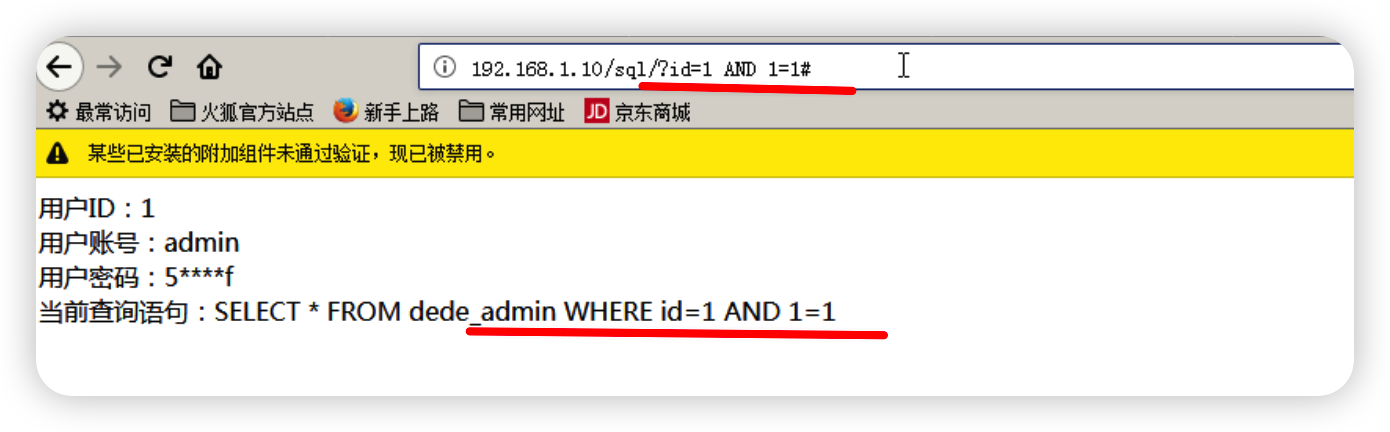 192.168.1.10/sql/?id=1 AND 1=1#
最常访问 火狐官方站点 新手上路 常用网址 JD 京东商城
某些已安装的附加组件未通过验证，现已被禁用。
用户ID：1
用户账号：admin
用户密码：5****f
当前查询语句：SELECT * FROM dede_admin WHERE id=1 AND 1=1